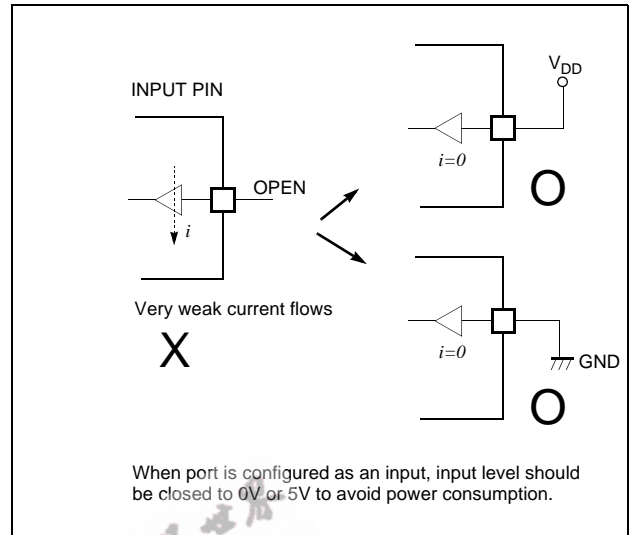 INPUT PIN
OPEN
i
Very weak current flows
X
V_DD
i=0
O
i=0
GND
O
When port is configured as an input, input level should
be closed to 0V or 5V to avoid power consumption.